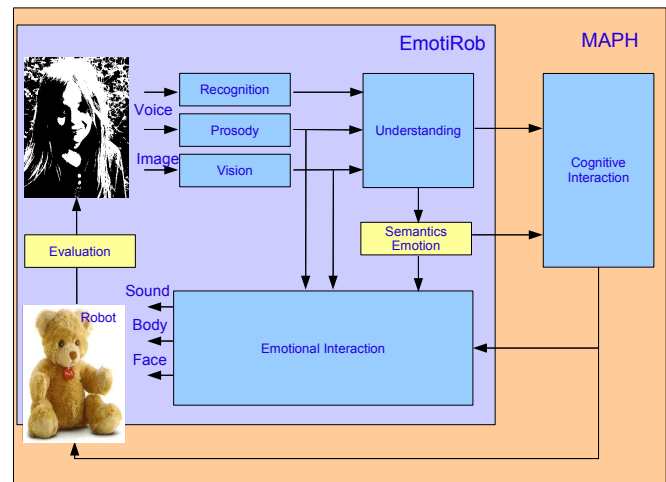 EmotiRob
MAPH
Recognition
Voice
Prosody
Understanding
Image
Vision
Cognitive
Interaction
Semantics
Emotion
Evaluation
Sound
Robot
Body
Emotional Interaction
Face